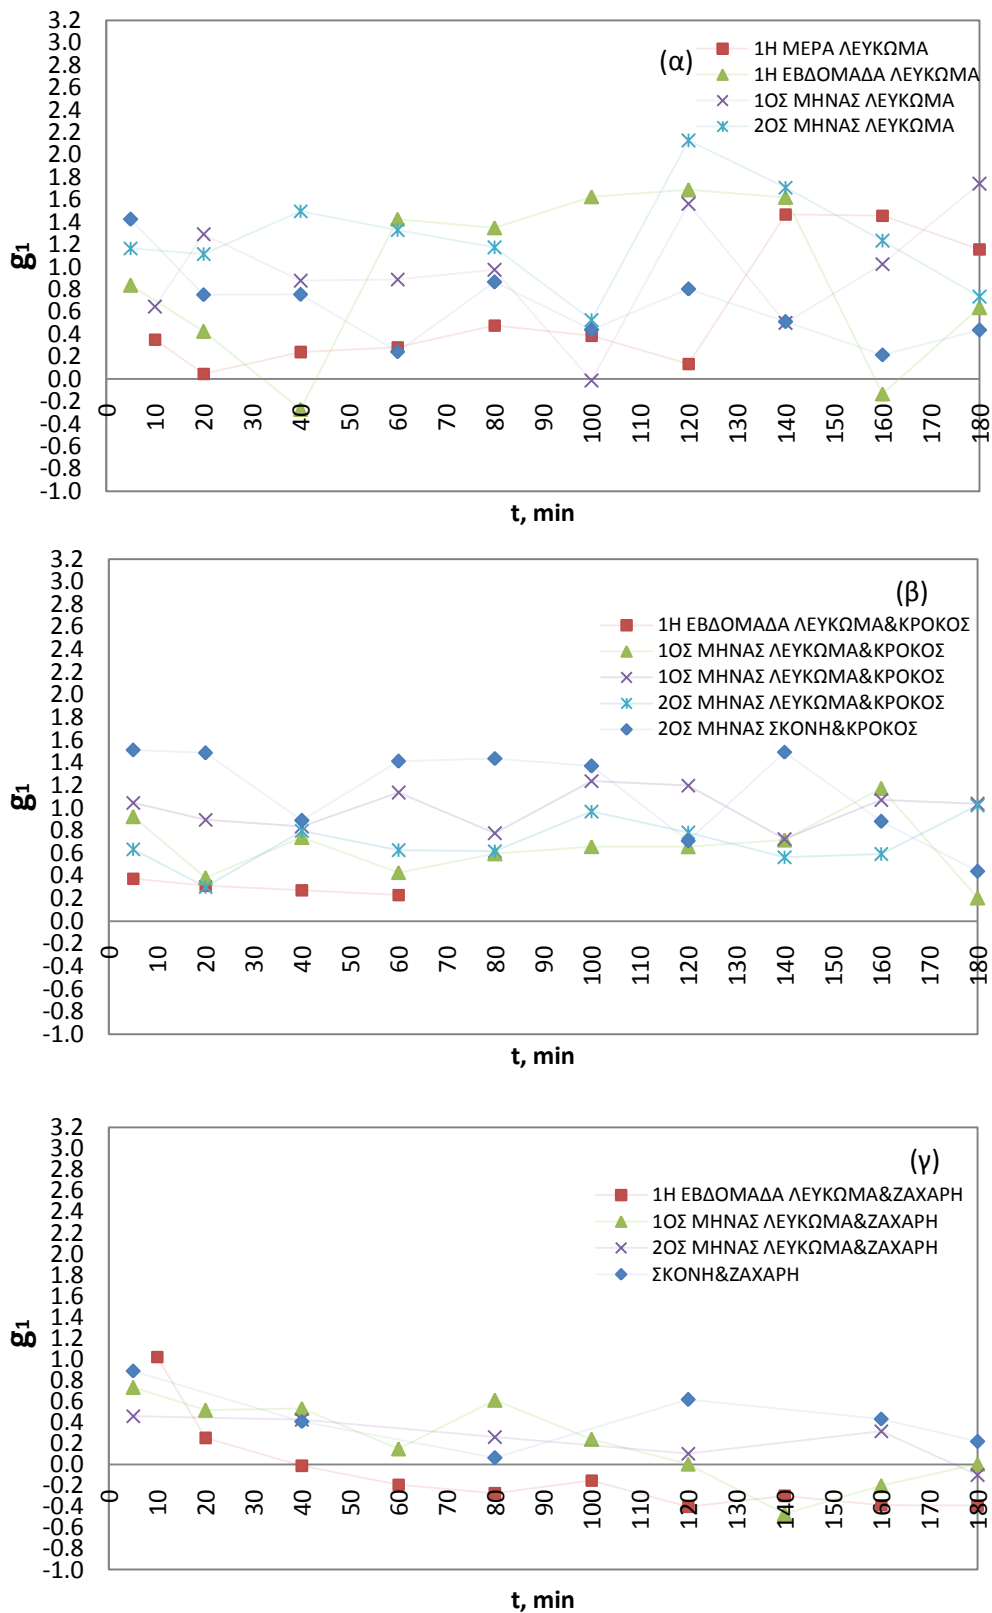 3.2
3.0
2.8
2.6
2.4
2.2
2.0
1.8
1.6
1.4
1.2
1.0
0.8
0.6
0.4
0.2
0.0
-0.2
-0.4
-0.6
-0.8
-1.0
g1
(α)
1Η ΜΕΡΑ ΛΕΥΚΩΜΑ
1Η ΕΒΔΟΜΑΔΑ ΛΕΥΚΩΜΑ
1ΟΣ ΜΗΝΑΣ ΛΕΥΚΩΜΑ
2ΟΣ ΜΗΝΑΣ ΛΕΥΚΩΜΑ
0 10 20 30 40 50 60 70 80 90 100 110 120 130 140 150 160 170 180
t, min
3.2
3.0
2.8
2.6
2.4
2.2
2.0
1.8
1.6
1.4
1.2
1.0
0.8
0.6
0.4
0.2
0.0
-0.2
-0.4
-0.6
-0.8
-1.0
g1
(β)
1Η ΕΒΔΟΜΑΔΑ ΛΕΥΚΩΜΑ&ΚΡΟΚΟΣ
1ΟΣ ΜΗΝΑΣ ΛΕΥΚΩΜΑ&ΚΡΟΚΟΣ
1ΟΣ ΜΗΝΑΣ ΛΕΥΚΩΜΑ&ΚΡΟΚΟΣ
2ΟΣ ΜΗΝΑΣ ΛΕΥΚΩΜΑ&ΚΡΟΚΟΣ
2ΟΣ ΜΗΝΑΣ ΣΚΟΝΗ&ΚΡΟΚΟΣ
0 10 20 30 40 50 60 70 80 90 100 110 120 130 140 150 160 170 180
t, min
3.2
3.0
2.8
2.6
2.4
2.2
2.0
1.8
1.6
1.4
1.2
1.0
0.8
0.6
0.4
0.2
0.0
-0.2
-0.4
-0.6
-0.8
-1.0
g1
(γ)
1Η ΕΒΔΟΜΑΔΑ ΛΕΥΚΩΜΑ&ΖΑΧΑΡΗ
1ΟΣ ΜΗΝΑΣ ΛΕΥΚΩΜΑ&ΖΑΧΑΡΗ
2ΟΣ ΜΗΝΑΣ ΛΕΥΚΩΜΑ&ΖΑΧΑΡΗ
ΣΚΟΝΗ&ΖΑΧΑΡΗ
0 10 20 30 40 50 60 70 80 90 100 110 120 130 140 150 160 170 180
t, min